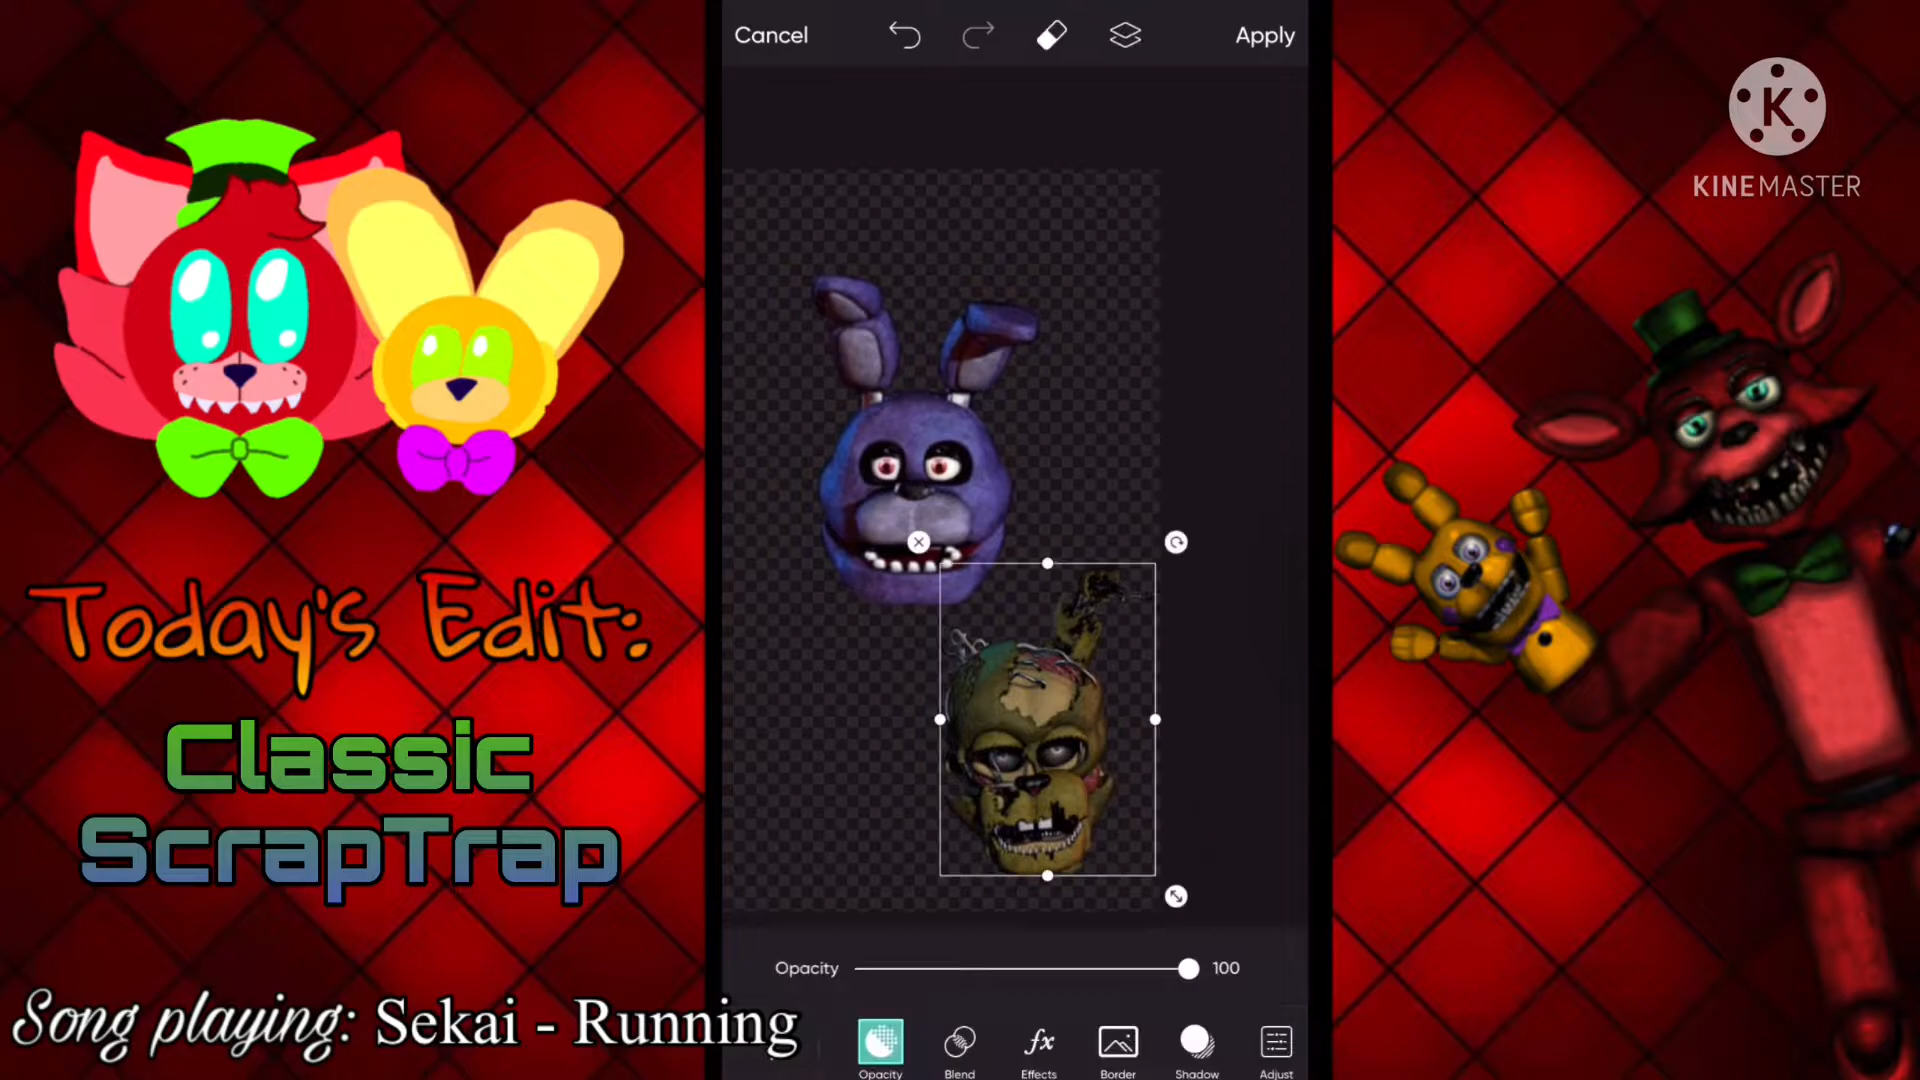 Cancel
Apply
K
KINEMASTER
Today's Edit:
Classic
ScrapTrap
Opacity 100
Song playing: Sekai - Running
fx
Opacity Blend Effects Border Shadow Adjust